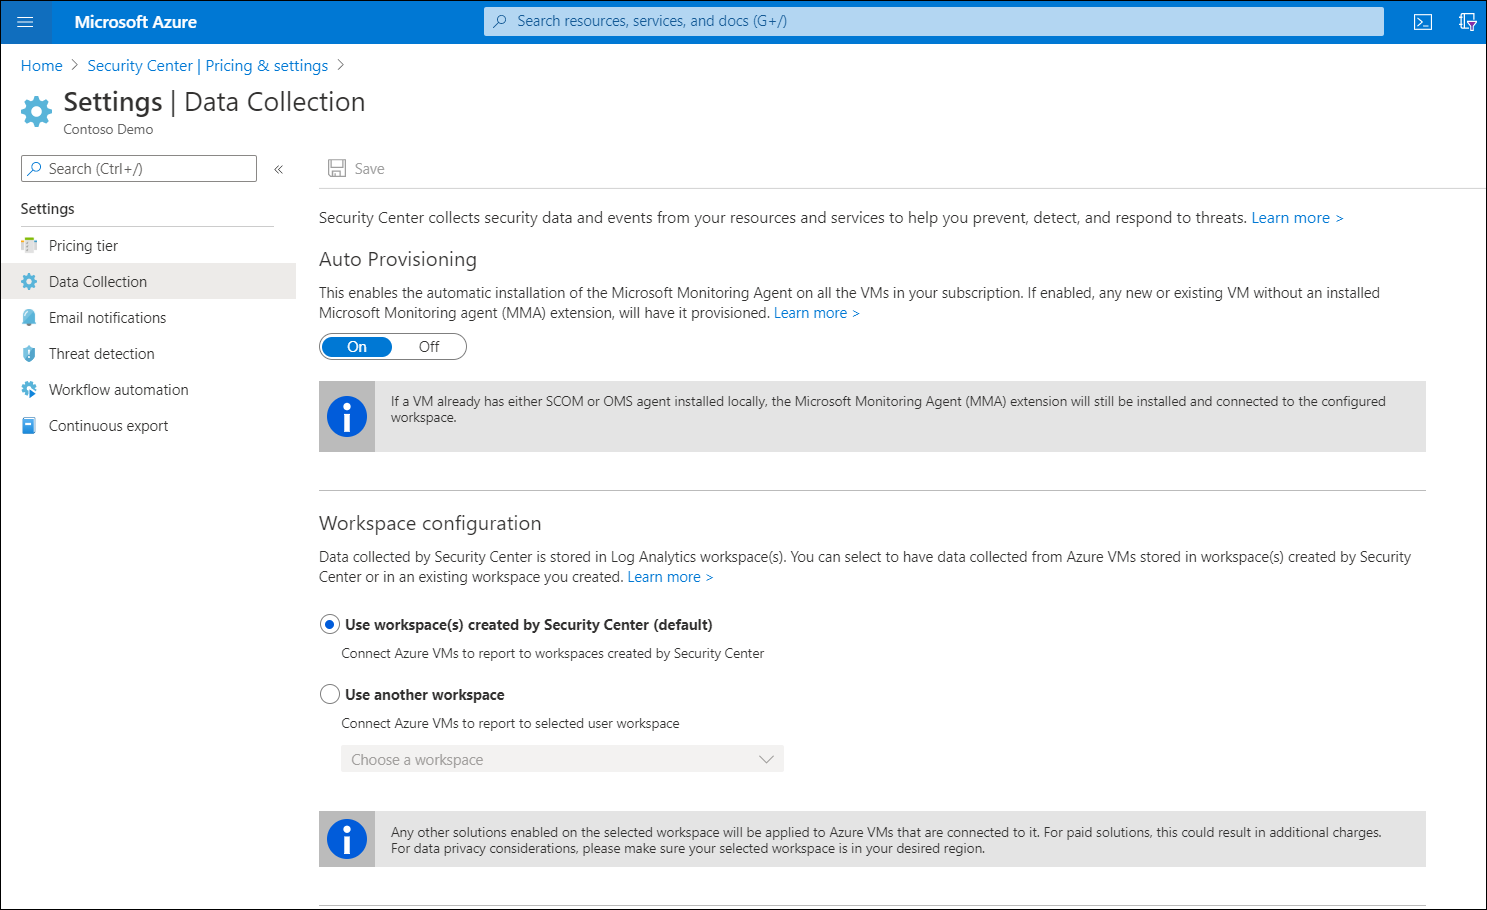 Microsoft Azure
Search resources, services, and docs (G+/)
Home > Security Center | Pricing & settings >
Settings | Data Collection
Contoso Demo
Search (Ctrl+/)
«
Save
Settings
Pricing tier
Data Collection
Email notifications
Threat detection
Workflow automation
Continuous export
Security Center collects security data and events from your resources and services to help you prevent, detect, and respond to threats. Learn more >
Auto Provisioning
This enables the automatic installation of the Microsoft Monitoring Agent on all the VMs in your subscription. If enabled, any new or existing VM without an installed
Microsoft Monitoring agent (MMA) extension, will have it provisioned. Learn more >
On Off
If a VM already has either SCOM or OMS agent installed locally, the Microsoft Monitoring Agent (MMA) extension will still be installed and connected to the configured
workspace.
Workspace configuration
Data collected by Security Center is stored in Log Analytics workspace(s). You can select to have data collected from Azure VMs stored in workspace(s) created by Security
Center or in an existing workspace you created. Learn more >
Use workspace(s) created by Security Center (default)
Connect Azure VMs to report to workspaces created by Security Center
Use another workspace
Connect Azure VMs to report to selected user workspace
Choose a workspace
Any other solutions enabled on the selected workspace will be applied to Azure VMs that are connected to it. For paid solutions, this could result in additional charges.
For data privacy considerations, please make sure your selected workspace is in your desired region.